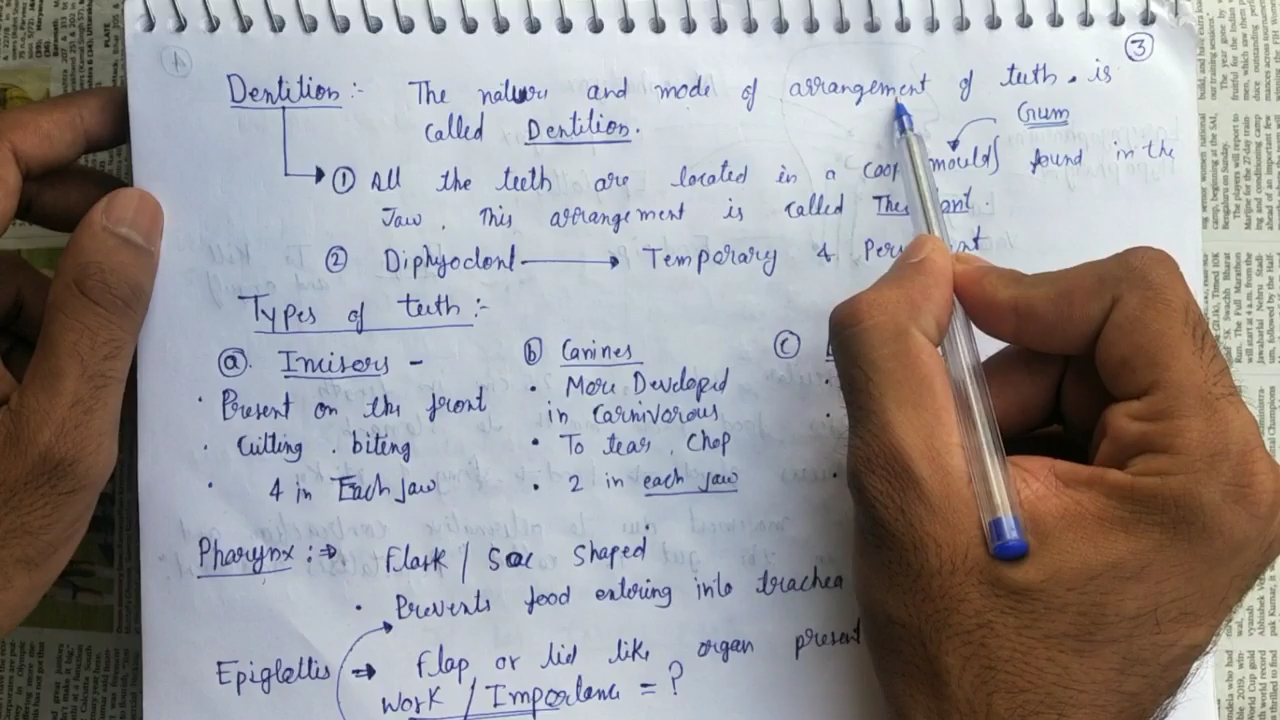 3
Dentition :- The nature and mode of arrangement of teeth. is
called Dentition.
Gum
① All the teeth are located in a mould) found in the
Jaw. This arrangement is called
② Diphyodont → Temporary &
Types of teeth :-
ⓐ. Incisors -
· Present on the front
· Cutting . biting
· 4 in Each Jaw
ⓑ Canines
· More Developed
in Carnivorous
· To tear, Chop
· 2 in each jaw
ⓒ
Pharynx :⇒ Flask / Sac Shaped
· Prevents food entering into trachea
Epiglottis ⇒ Flap or lid like organ present
Work / Importance = ?